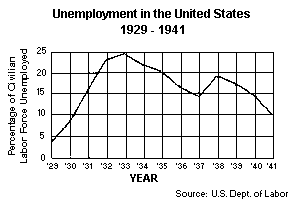 Unemployment in the United States
1929 - 1941
Percentage of Civilian
Labor Force Unemployed
25
20
15
10
5
0
'29 '30 '31 '32 '33 '34 '35 '36 '37 '38 '39 '40 '41
YEAR
Source: U.S. Dept. of Labor